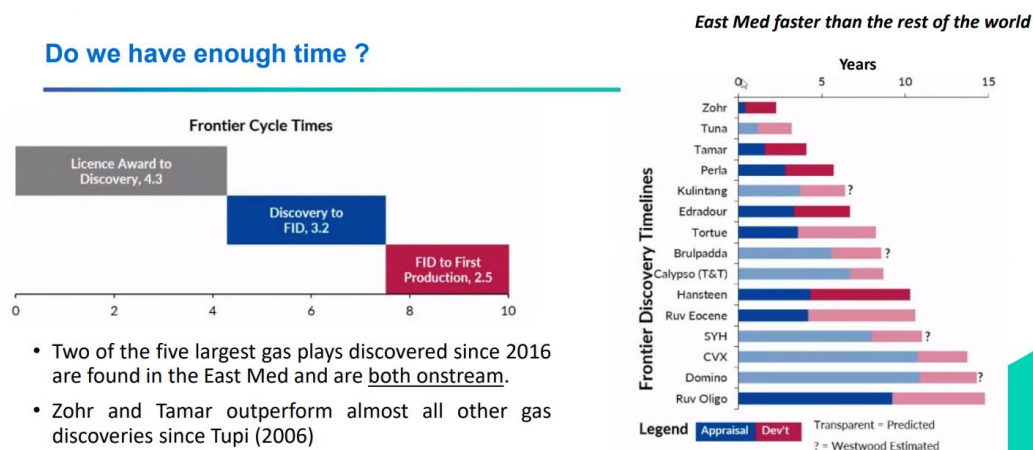 East Med faster than the rest of the world
Do we have enough time ?
Frontier Cycle Times
Licence Award to
Discovery, 4.3
Discovery to
FID, 3.2
FID to First
Production, 2.5
0 2 4 6 8 10
• Two of the five largest gas plays discovered since 2016
are found in the East Med and are both onstream.
• Zohr and Tamar outperform almost all other gas
discoveries since Tupi (2006)
Years
0 5 10 15
Frontier Discovery Timelines
Zohr
Tuna
Tamar
Perla
Kulintang ?
Edradour
Tortue
Brulpadda ?
Calypso (T&T)
Hansteen
Ruv Eocene
SYH ?
CVX
Domino ?
Ruv Oligo
Legend Appraisal Dev't
Transparent = Predicted
? = Westwood Estimated